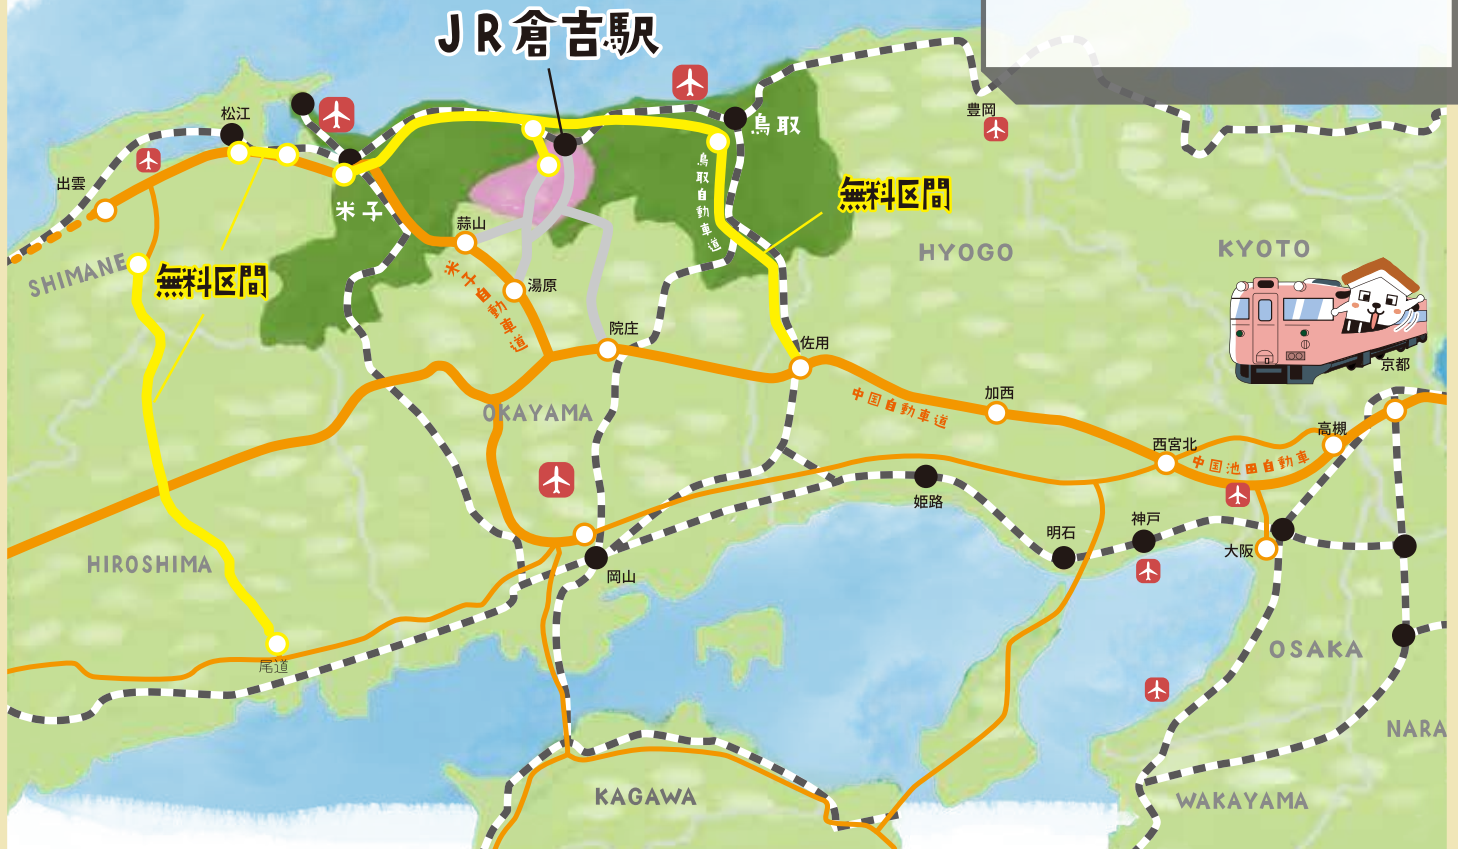 JR倉吉駅
松江
鳥取
豊岡
出雲
米子
鳥取自動車道
無料区間
蒜山
SHIMANE
無料区間
米子自動車道
湯原
HYOGO
KYOTO
院庄
佐用
京都
OKAYAMA
中国自動車道
加西
高槻
西宮北
中国池田自動車
姫路
神戸
明石
大阪
HIROSHIMA
岡山
尾道
OSAKA
NARA
KAGAWA
WAKAYAMA